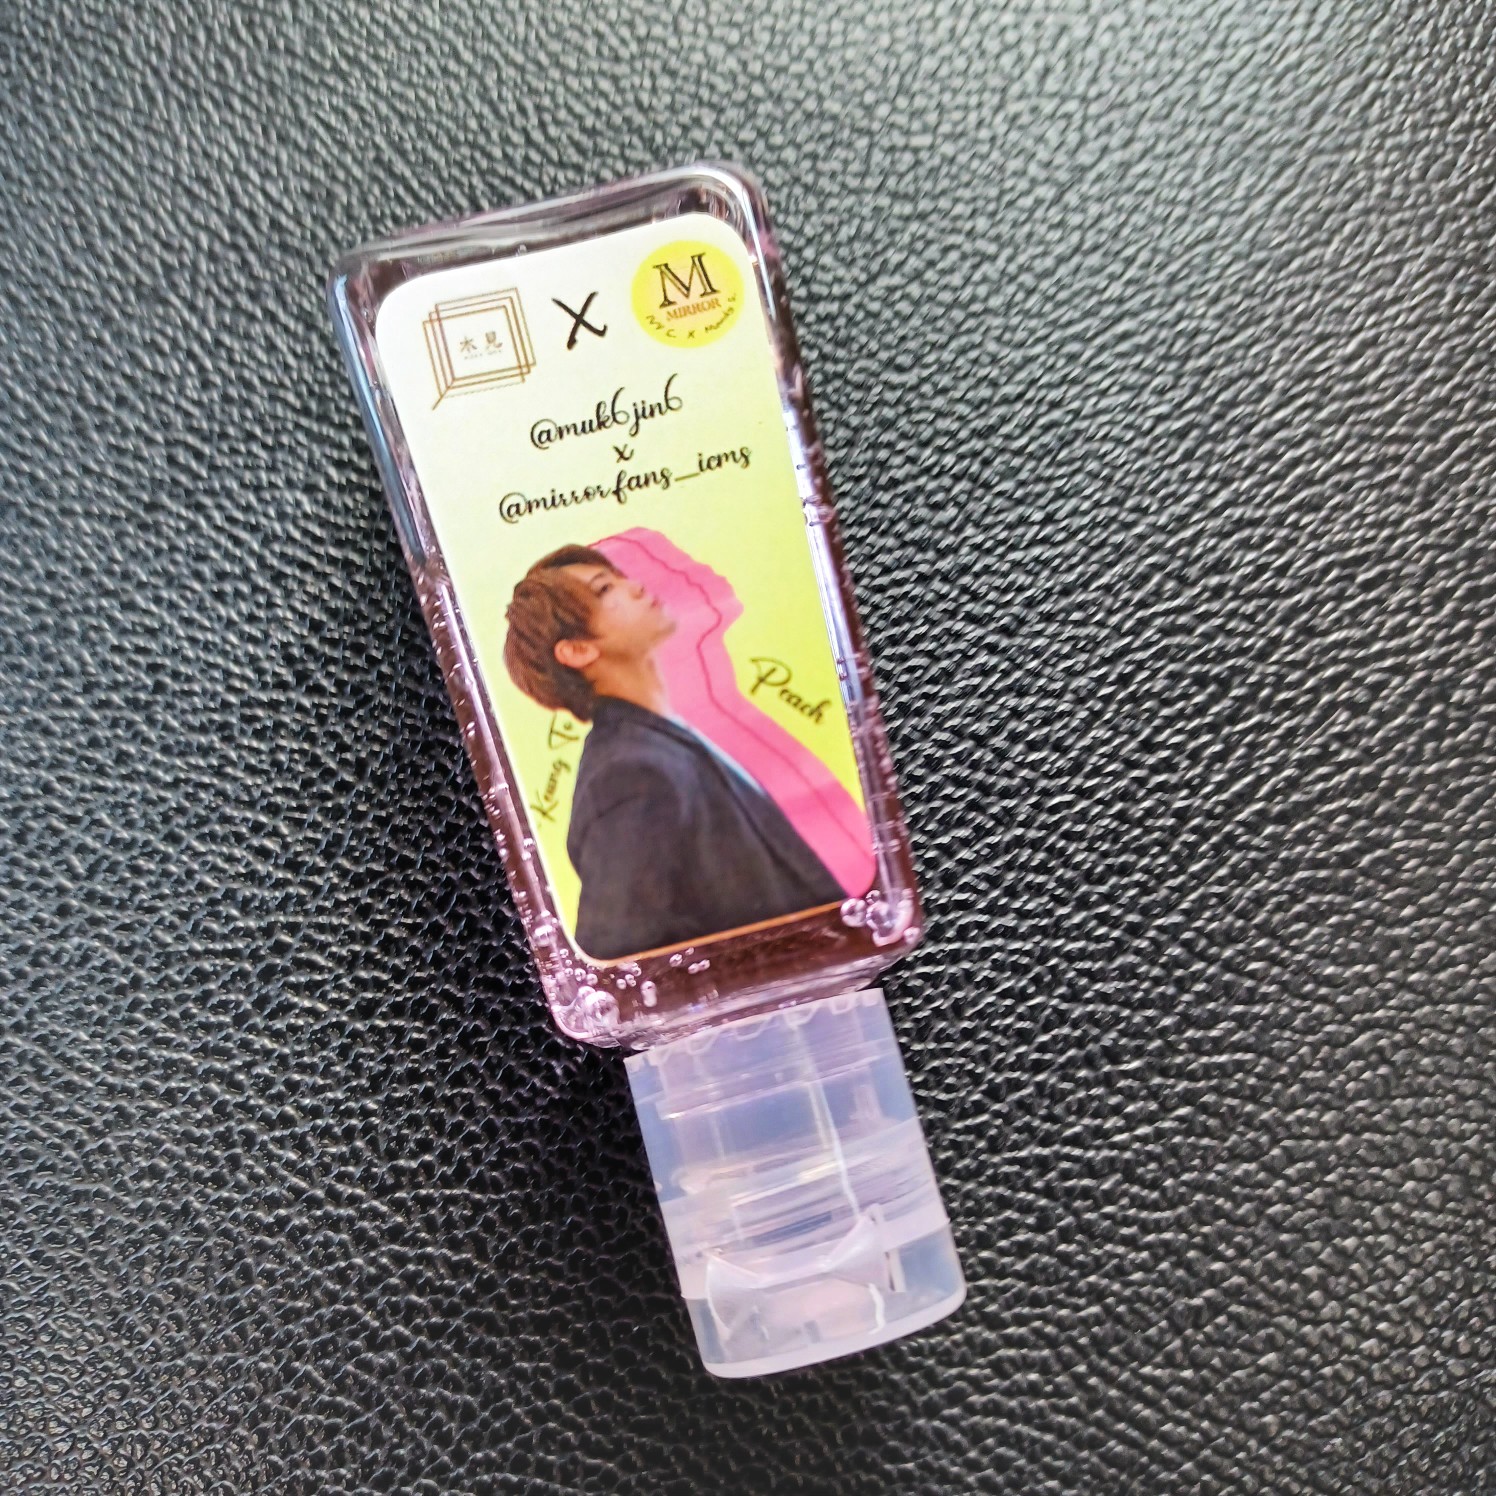 木見
X
M
MIRROR
@muk6jin6
x
@mirror.fans_icms
Peach
Keung To